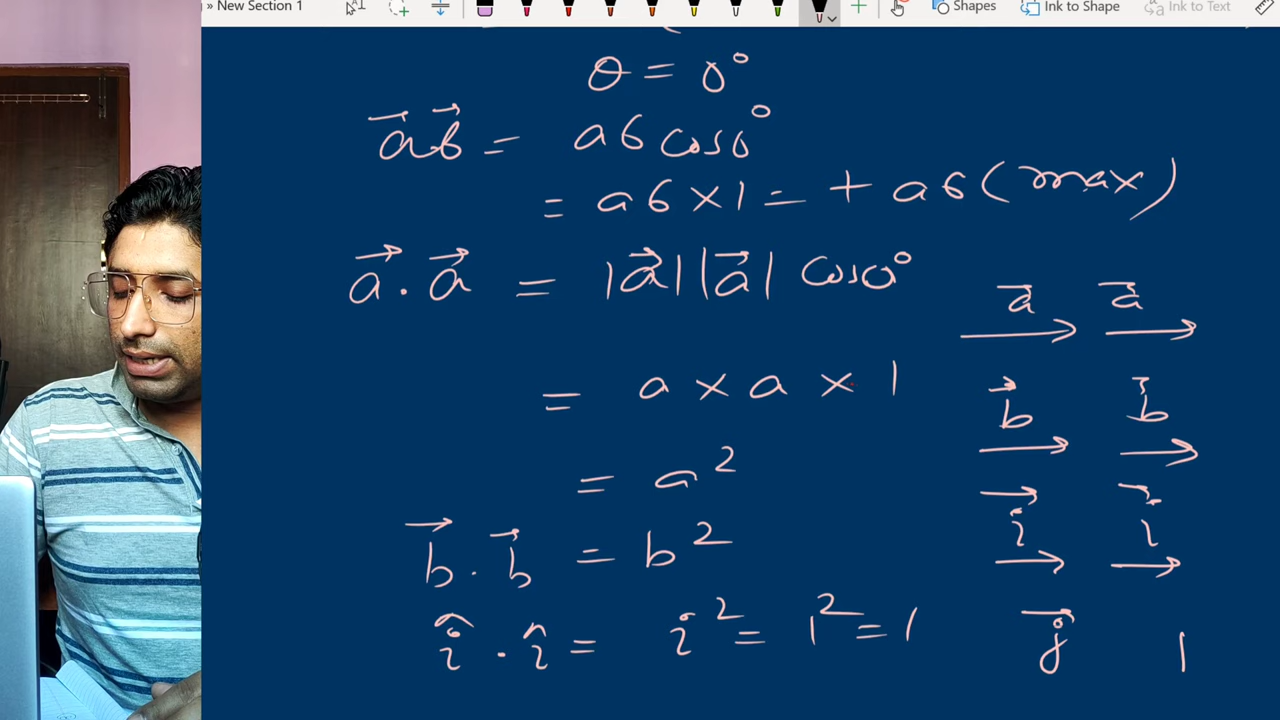 » New Section 1 Shapes Ink to Shape Ink to Text
θ = 0°
a⃗b⃗ = ab cos0°
= ab × 1 = + ab (max)
a⃗ . a⃗ = |a⃗| |a⃗| cos0°
a⃗ a⃗
= a × a × 1
b⃗ b⃗
= a²
i⃗ i⃗
b⃗ . b⃗ = b²
î . î = i² = 1² = 1
j⃗